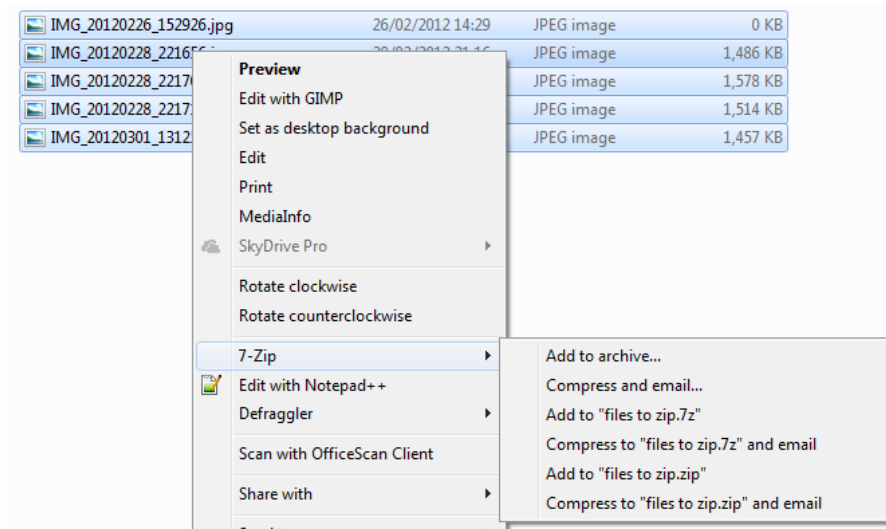 IMG_20120226_152926.jpg 26/02/2012 14:29 JPEG image 0 KB
IMG_20120228_22165 JPEG image 1,486 KB
IMG_20120228_2217 JPEG image 1,578 KB
IMG_20120228_2217 JPEG image 1,514 KB
IMG_20120301_1312 JPEG image 1,457 KB
Preview
Edit with GIMP
Set as desktop background
Edit
Print
MediaInfo
SkyDrive Pro
Rotate clockwise
Rotate counterclockwise
7-Zip
Edit with Notepad++
Defraggler
Scan with OfficeScan Client
Share with
Add to archive...
Compress and email...
Add to "files to zip.7z"
Compress to "files to zip.7z" and email
Add to "files to zip.zip"
Compress to "files to zip.zip" and email